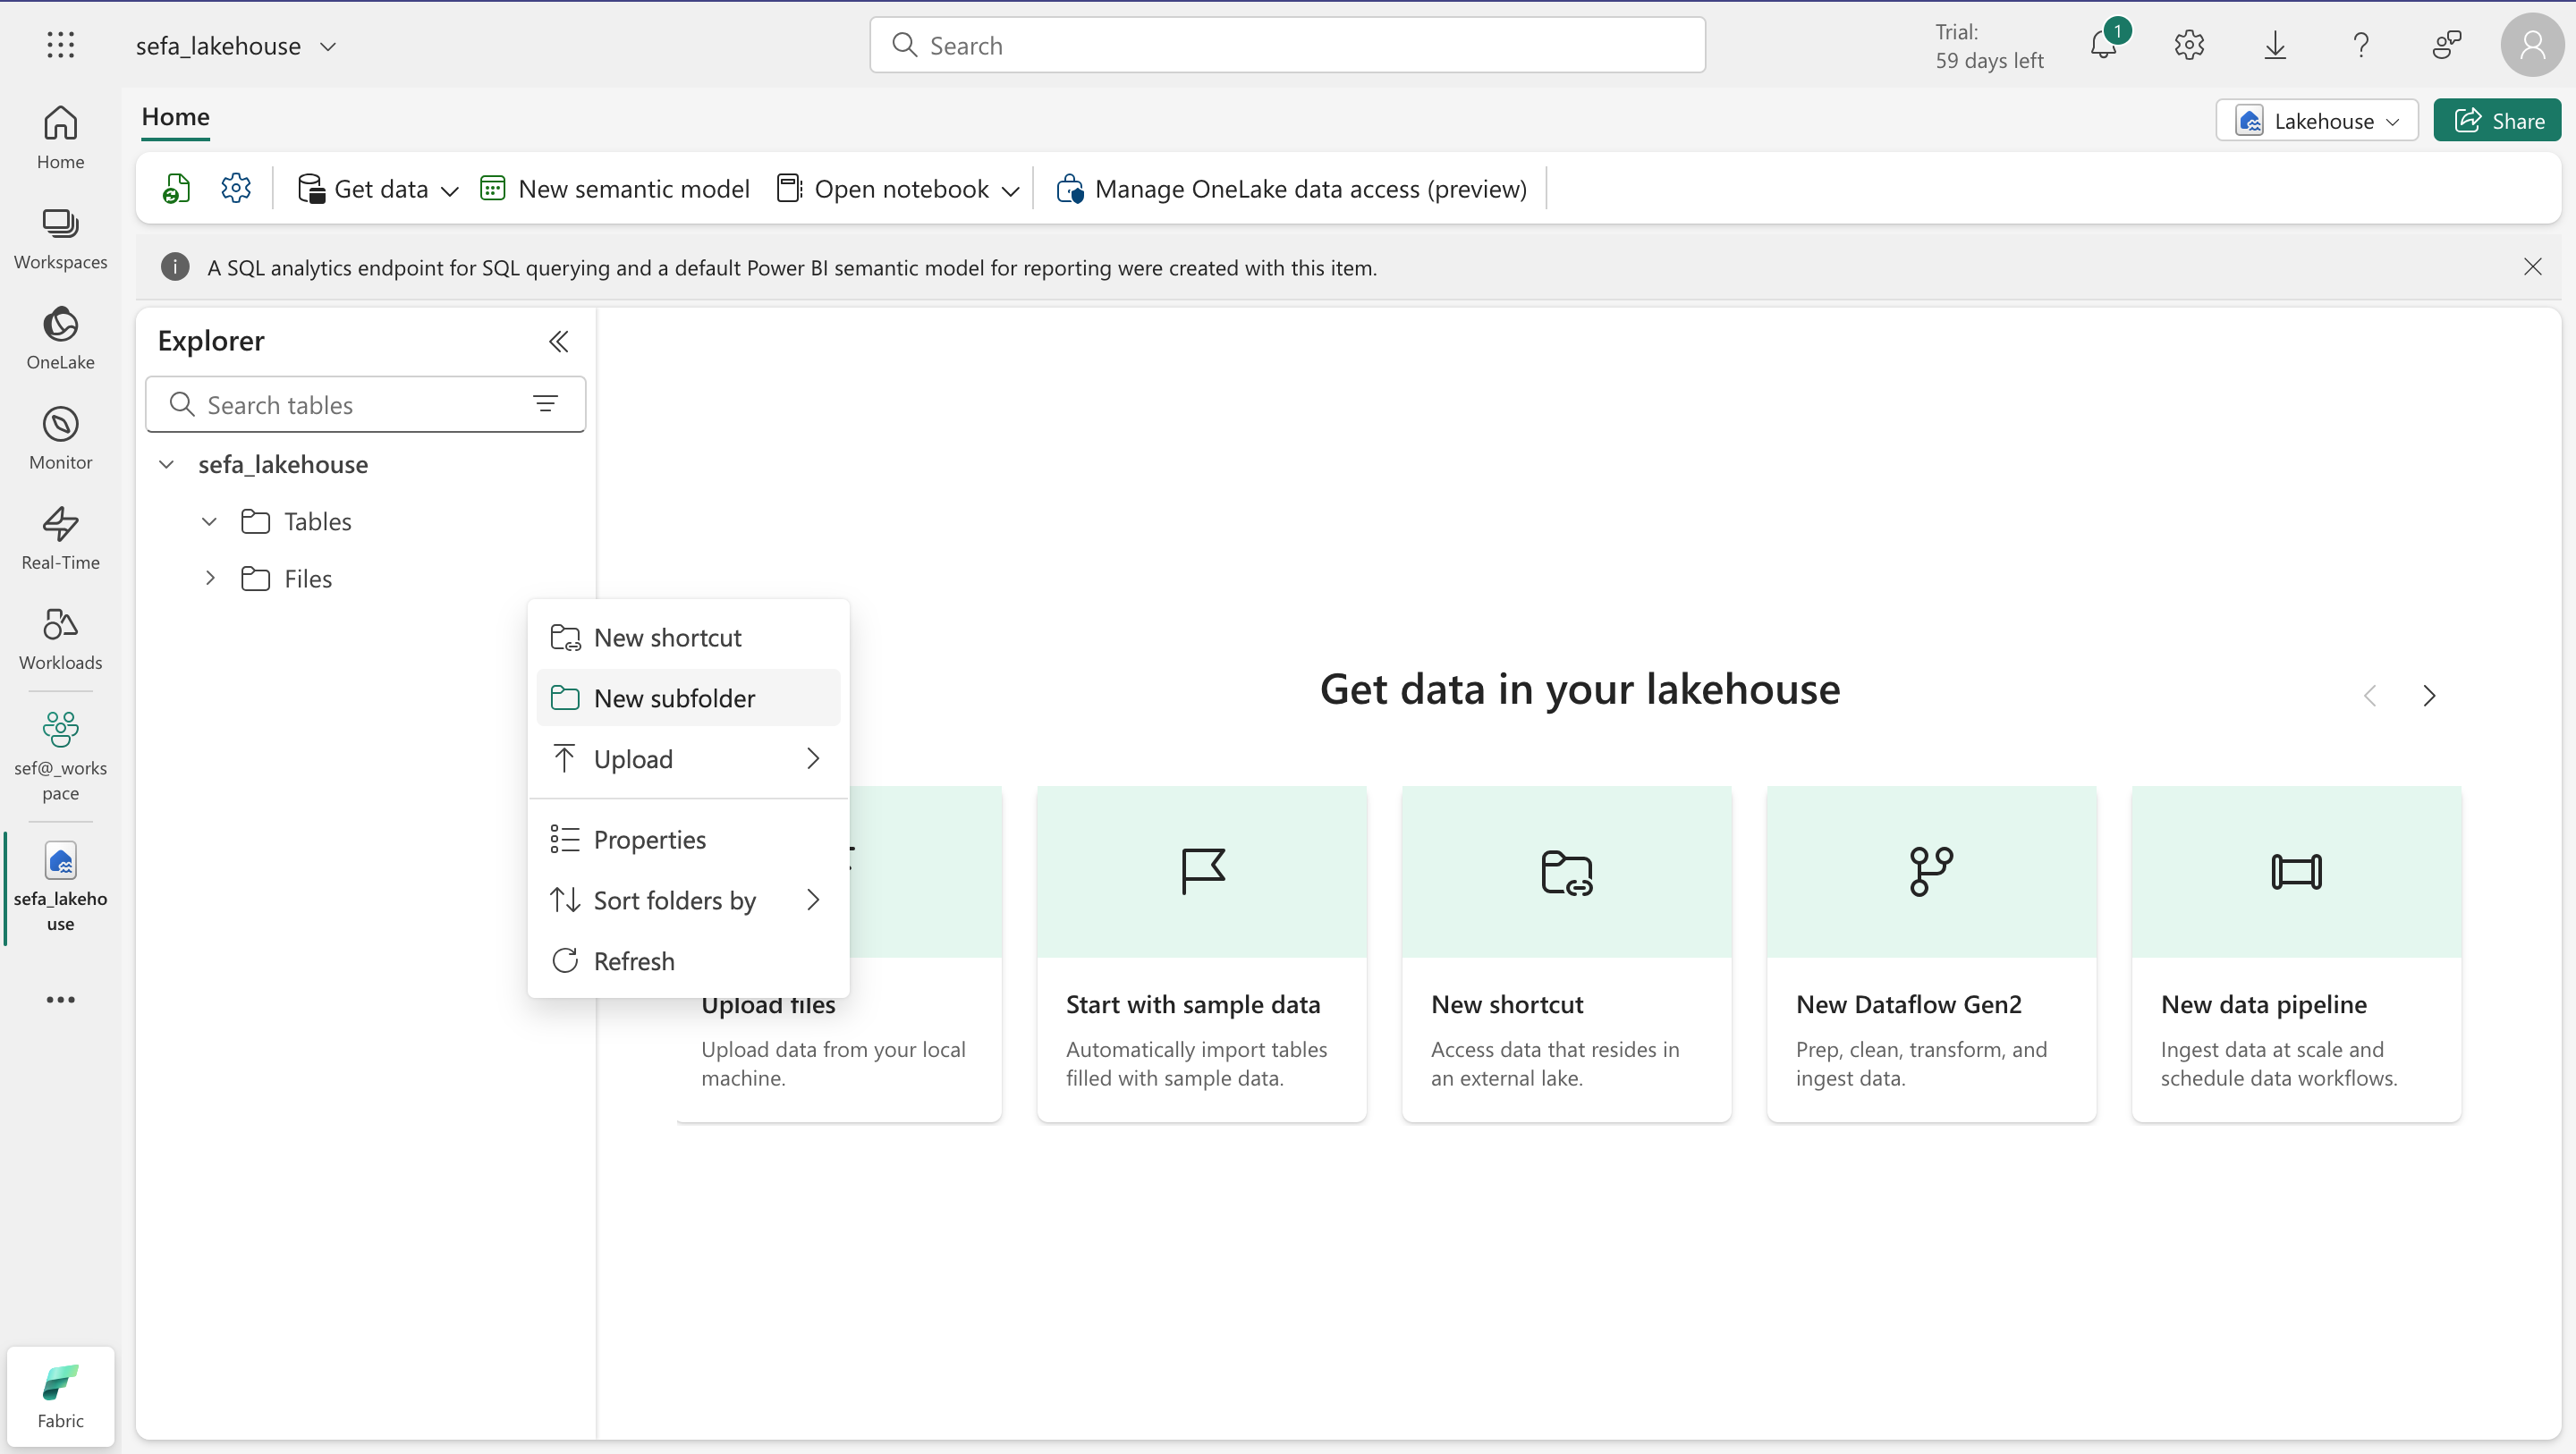 sefa_lakehouse
Search
Trial:
59 days left
1
Home
Workspaces
OneLake
Monitor
Real-Time
Workloads
sef@_works
pace
sefa_lakeho
use
Fabric
Home
Lakehouse
Share
Get data
New semantic model
Open notebook
Manage OneLake data access (preview)
A SQL analytics endpoint for SQL querying and a default Power BI semantic model for reporting were created with this item.
Explorer
Search tables
sefa_lakehouse
Tables
Files
New shortcut
New subfolder
Upload
Properties
Sort folders by
Refresh
Get data in your lakehouse
Upload files
Upload data from your local
machine.
Start with sample data
Automatically import tables
filled with sample data.
New shortcut
Access data that resides in
an external lake.
New Dataflow Gen2
Prep, clean, transform, and
ingest data.
New data pipeline
Ingest data at scale and
schedule data workflows.